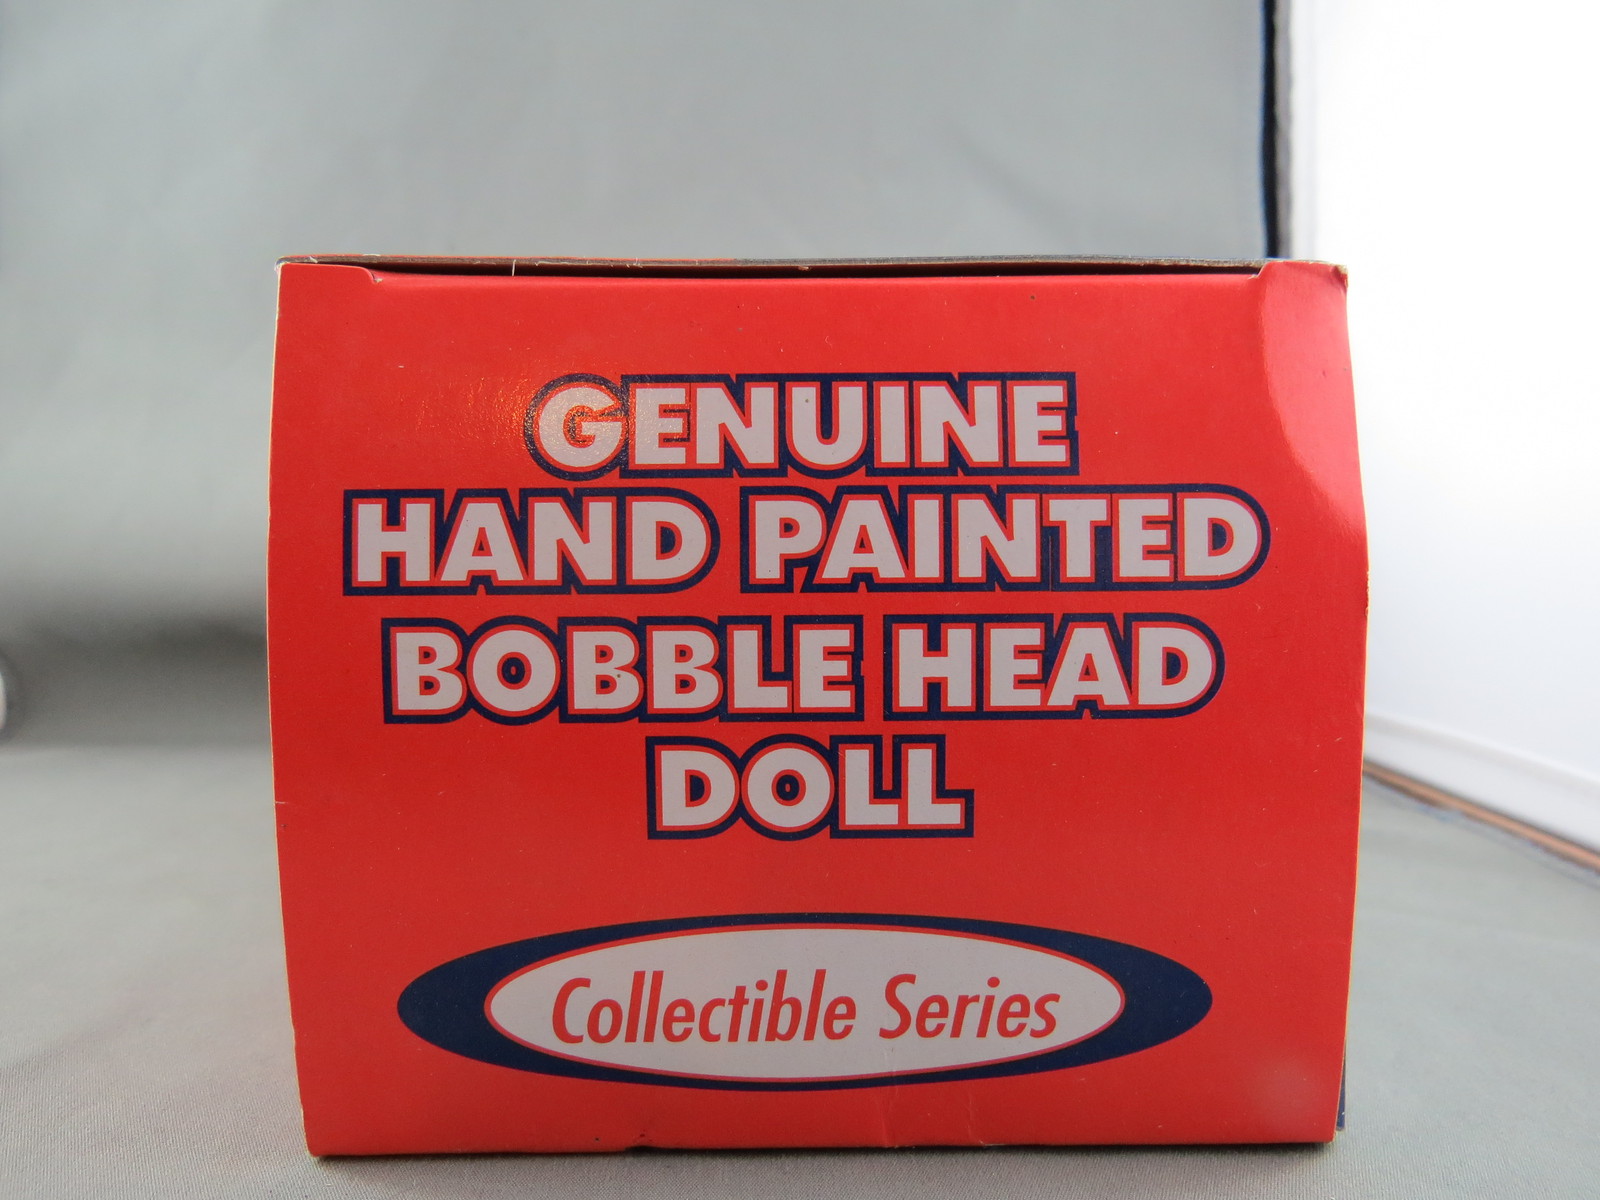 GENUINE
HAND PAINTED
BOBBLE HEAD
DOLL
Collectible Series